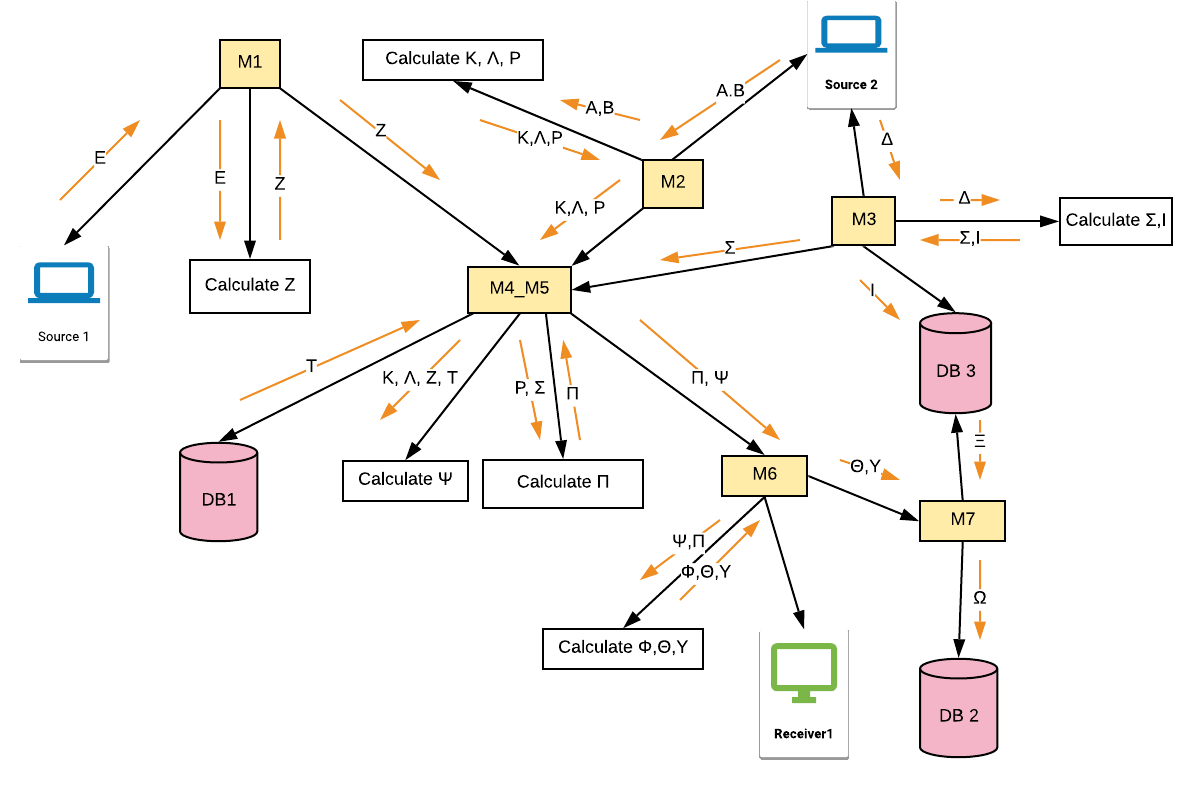 M1
Calculate Κ, Λ, Ρ
Source 2
Α.Β
Α,Β
Κ,Λ,Ρ
Ζ
Ε
Δ
Ε
Ζ
M2
Κ,Λ, Ρ
M3
Δ
Σ,Ι
Calculate Σ,Ι
Σ
Source 1
Calculate Ζ
M4_M5
Ι
DB 3
Τ
Κ, Λ, Ζ, Τ
Ρ, Σ
Π
Π, Ψ
Ξ
DB1
Calculate Ψ
Calculate Π
M6
Θ,Υ
M7
Ψ,Π
Φ,Θ,Υ
Ω
Calculate Φ,Θ,Υ
Receiver1
DB 2